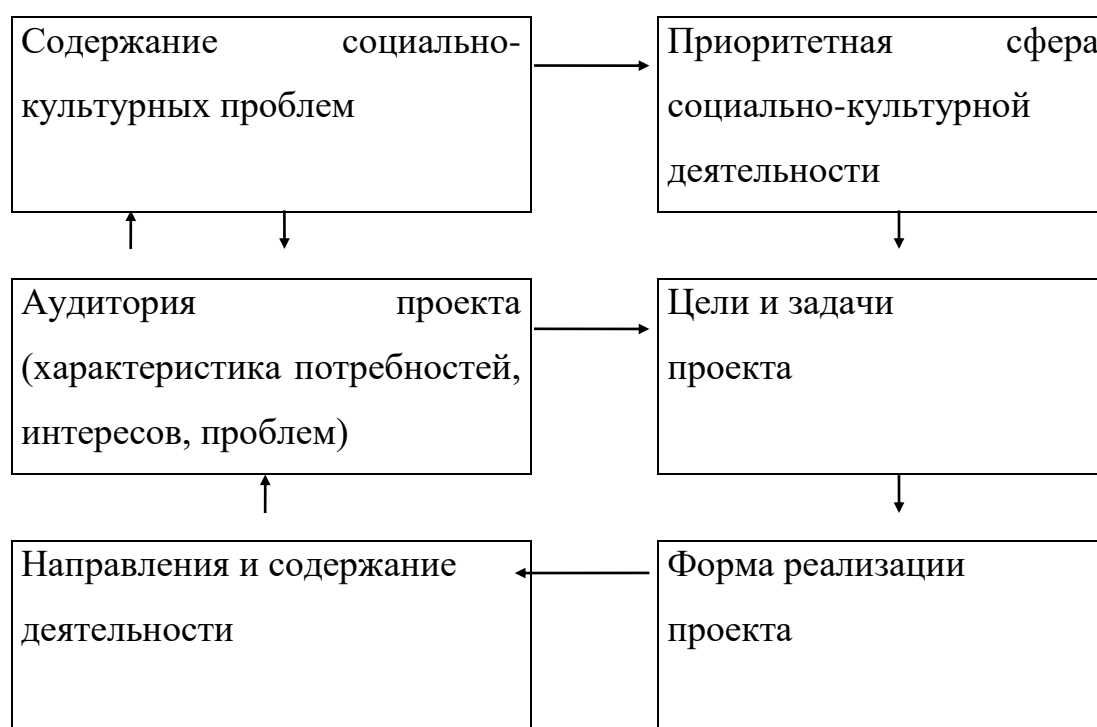 Содержание социально-
культурных проблем
Приоритетная сфера
социально-культурной
деятельности
Аудитория проекта
(характеристика потребностей,
интересов, проблем)
Цели и задачи
проекта
Направления и содержание
деятельности
Форма реализации
проекта